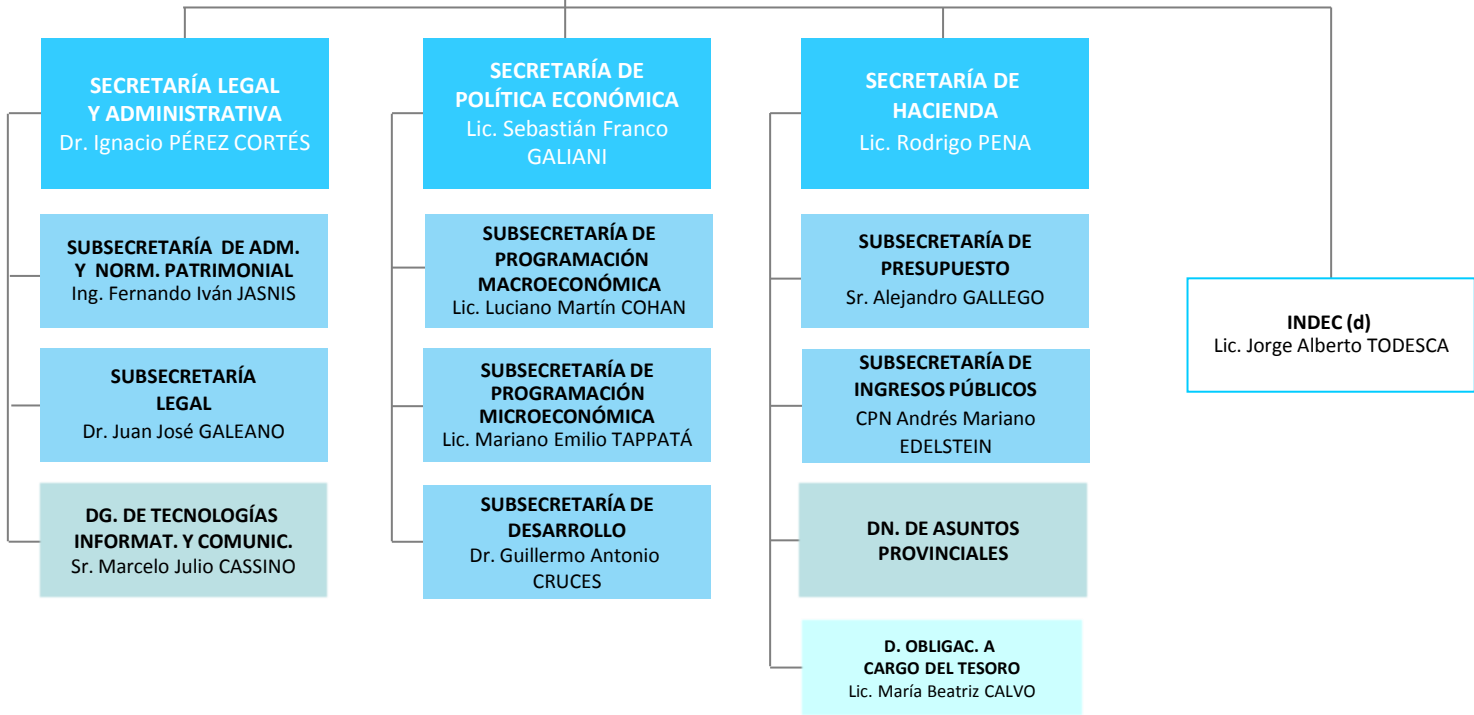 SECRETARÍA LEGAL
Y ADMINISTRATIVA
Dr. Ignacio PÉREZ CORTÉS
SUBSECRETARÍA DE ADM.
Y NORM. PATRIMONIAL
Ing. Fernando Iván JASNIS
SUBSECRETARÍA
LEGAL
Dr. Juan José GALEANO
DG. DE TECNOLOGÍAS
INFORMAT. Y COMUNIC.
Sr. Marcelo Julio CASSINO
SECRETARÍA DE
POLÍTICA ECONÓMICA
Lic. Sebastián Franco
GALIANI
SUBSECRETARÍA DE
PROGRAMACIÓN
MACROECONÓMICA
Lic. Luciano Martín COHAN
SUBSECRETARÍA DE
PROGRAMACIÓN
MICROECONÓMICA
Lic. Mariano Emilio TAPPATÁ
SUBSECRETARÍA DE
DESARROLLO
Dr. Guillermo Antonio
CRUCES
SECRETARÍA DE
HACIENDA
Lic. Rodrigo PENA
SUBSECRETARÍA DE
PRESUPUESTO
Sr. Alejandro GALLEGO
SUBSECRETARÍA DE
INGRESOS PÚBLICOS
CPN Andrés Mariano
EDELSTEIN
DN. DE ASUNTOS
PROVINCIALES
D. OBLIGAC. A
CARGO DEL TESORO
Lic. María Beatriz CALVO
INDEC (d)
Lic. Jorge Alberto TODESCA